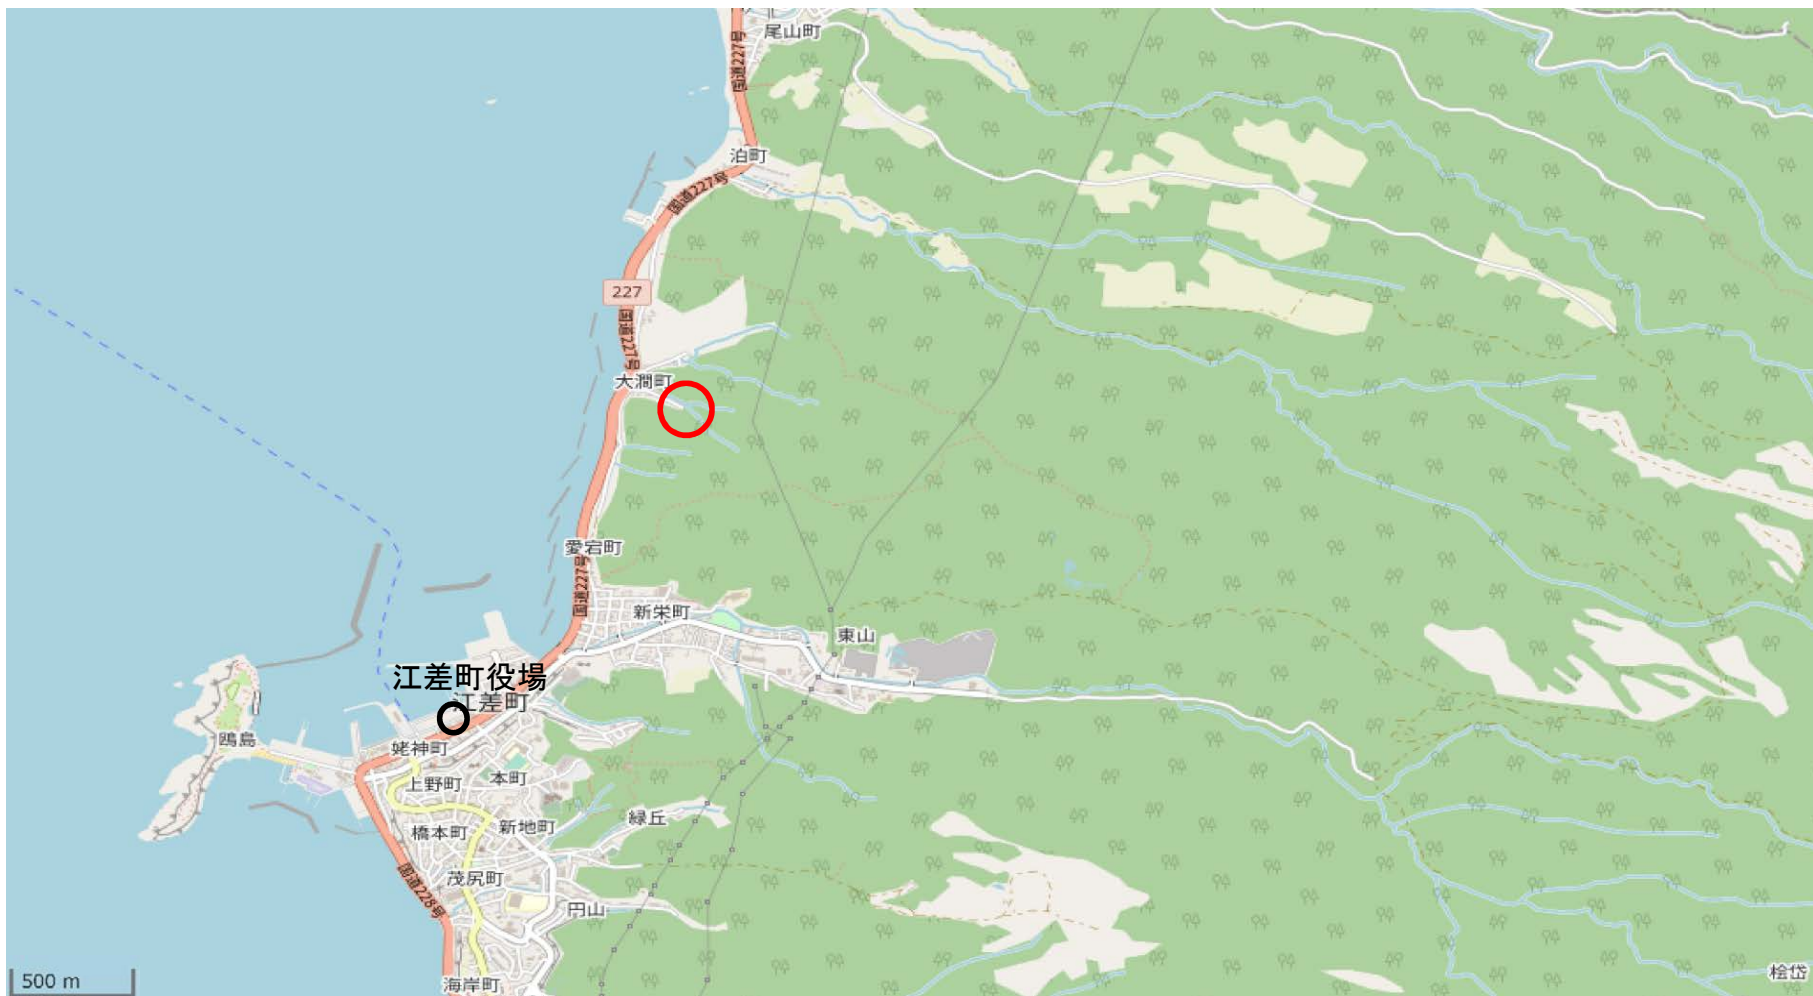 尾山町
国道227号
泊町
国道227号
227
国道227号
大澗町
愛宕町
国道227号
新栄町
東山
江差町役場
江差町
鴎島
姥神町
上野町
本町
緑丘
橋本町
新地町
茂尻町
国道228号
円山
海岸町
桧岱
500 m